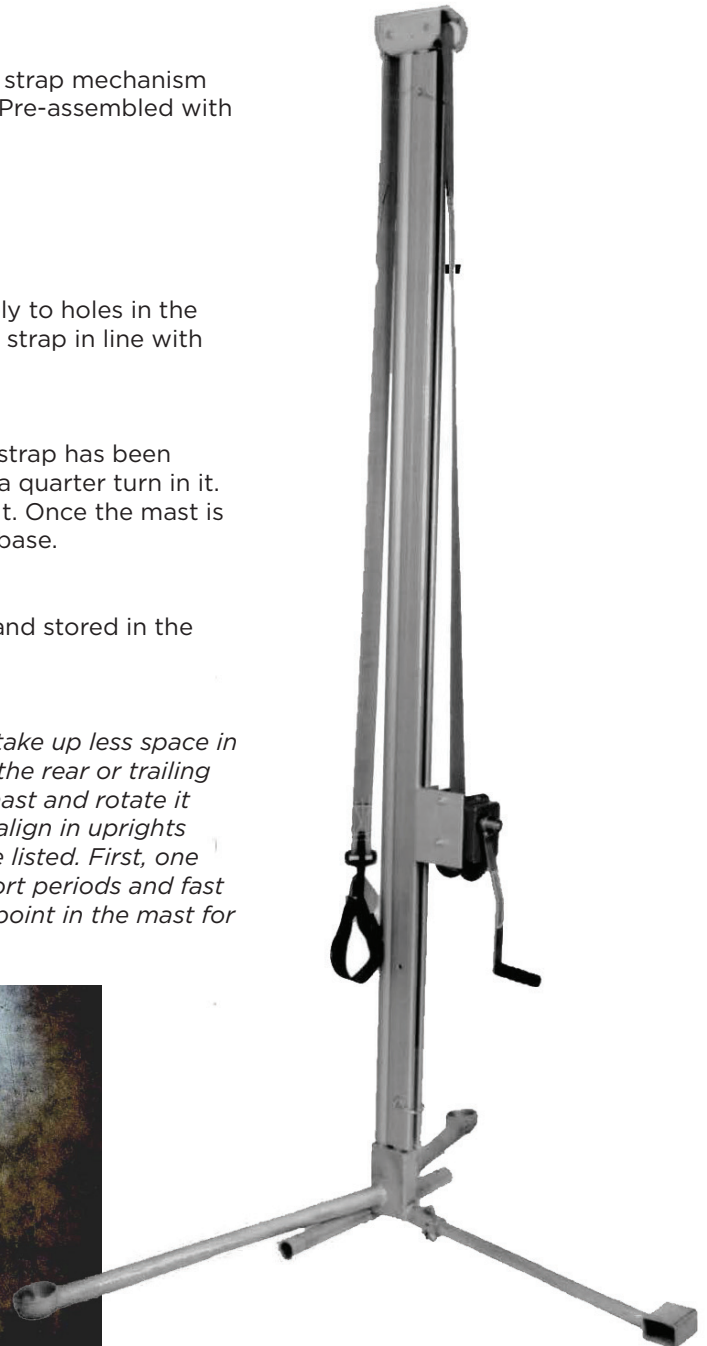 strap mechanism
Pre-assembled with
ly to holes in the
strap in line with
strap has been
a quarter turn in it.
t. Once the mast is
base.
and stored in the
take up less space in
the rear or trailing
ast and rotate it
align in uprights
e listed. First, one
ort periods and fast
point in the mast for